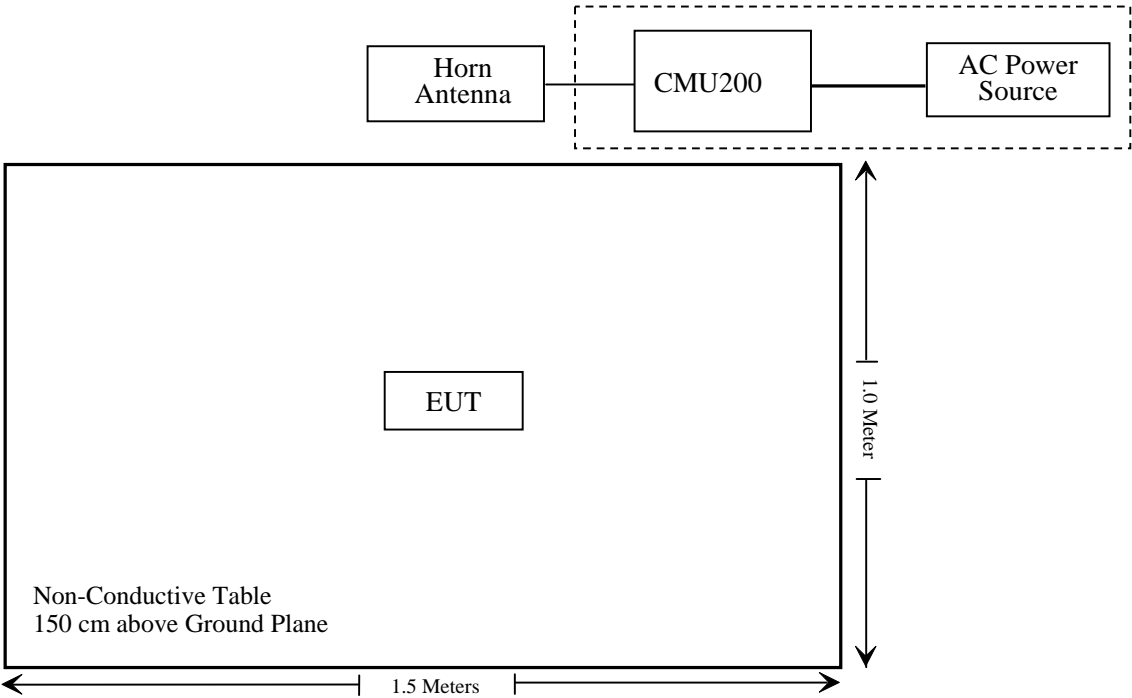 Horn
Antenna
CMU200
AC Power
Source
EUT
1.0 Meter
Non-Conductive Table
150 cm above Ground Plane
1.5 Meters